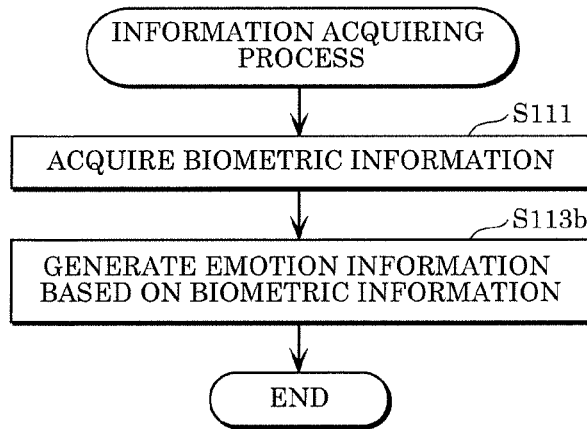 INFORMATION ACQUIRING
PROCESS
S111
ACQUIRE BIOMETRIC INFORMATION
S113b
GENERATE EMOTION INFORMATION
BASED ON BIOMETRIC INFORMATION
END